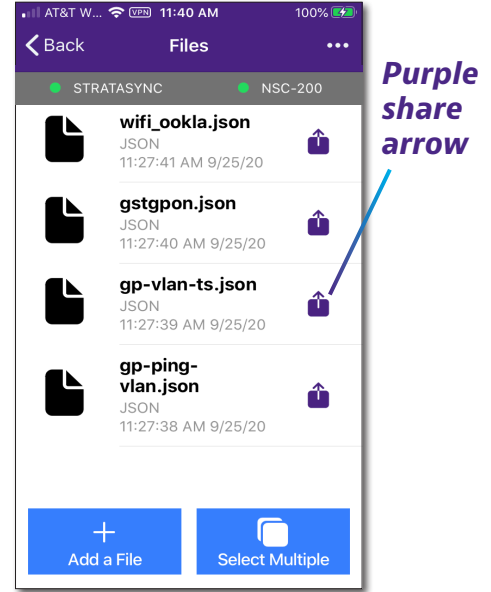 AT&T W... VPN 11:40 AM 100%
Back Files ...
STRATASYNC NSC-200
wifi_ookla.json
JSON
11:27:41 AM 9/25/20
gstgpon.json
JSON
11:27:40 AM 9/25/20
gp-vlan-ts.json
JSON
11:27:39 AM 9/25/20
gp-ping-
vlan.json
JSON
11:27:38 AM 9/25/20
Add a File
Select Multiple
Purple
share
arrow